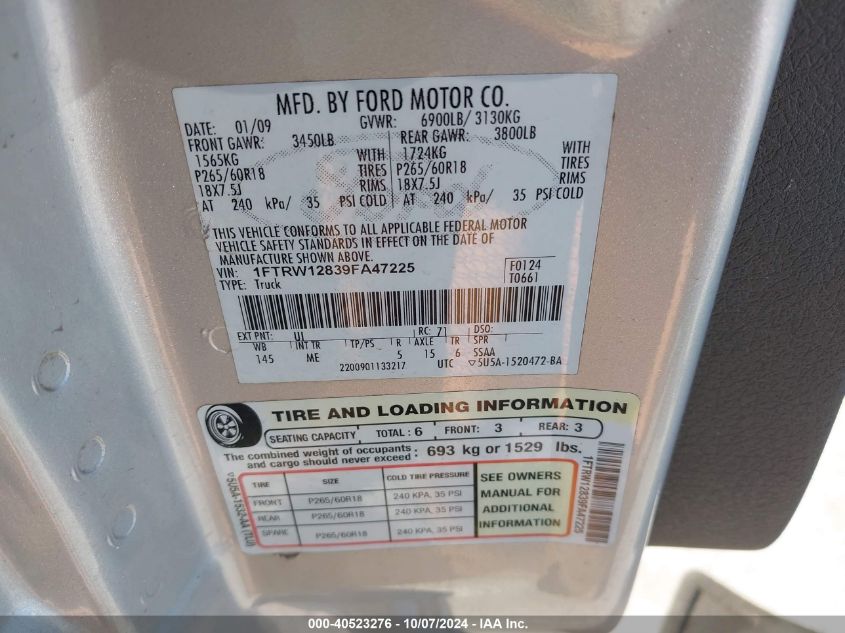 MFD. BY FORD MOTOR CO.
DATE: 01/09 GVWR: 6900LB/ 3130KG
FRONT GAWR: 3450LB REAR GAWR: 3800LB
1565KG WITH 1724KG WITH
P265/60R18 TIRES P265/60R18 TIRES
18X7.5J RIMS 18X7.5J RIMS
AT 240 kPa/ 35 PSI COLD AT 240 kPa/ 35 PSI COLD
THIS VEHICLE CONFORMS TO ALL APPLICABLE FEDERAL MOTOR
VEHICLE SAFETY STANDARDS IN EFFECT ON THE DATE OF
MANUFACTURE SHOWN ABOVE.
VIN: 1FTRW12839FA47225 F0124
TYPE: Truck T0661
EXT PNT: UI RC: 71 DSO:
WB INT TR TP/PS R AXLE TR SPR
145 ME 5 15 6 SSAA
2200901133217 UTC ▽5U5A-1520472-BA
TIRE AND LOADING INFORMATION
SEATING CAPACITY TOTAL: 6 FRONT: 3 REAR: 3
The combined weight of occupants and cargo should never exceed: 693 kg or 1529 lbs.
TIRE SIZE COLD TIRE PRESSURE
FRONT P265/60R18 240 KPA, 35 PSI
REAR P265/60R18 240 KPA, 35 PSI
SPARE P265/60R18 240 KPA, 35 PSI
SEE OWNERS
MANUAL FOR
ADDITIONAL
INFORMATION
1FTRW12839FA47225
000-40523276 - 10/07/2024 - IAA Inc.